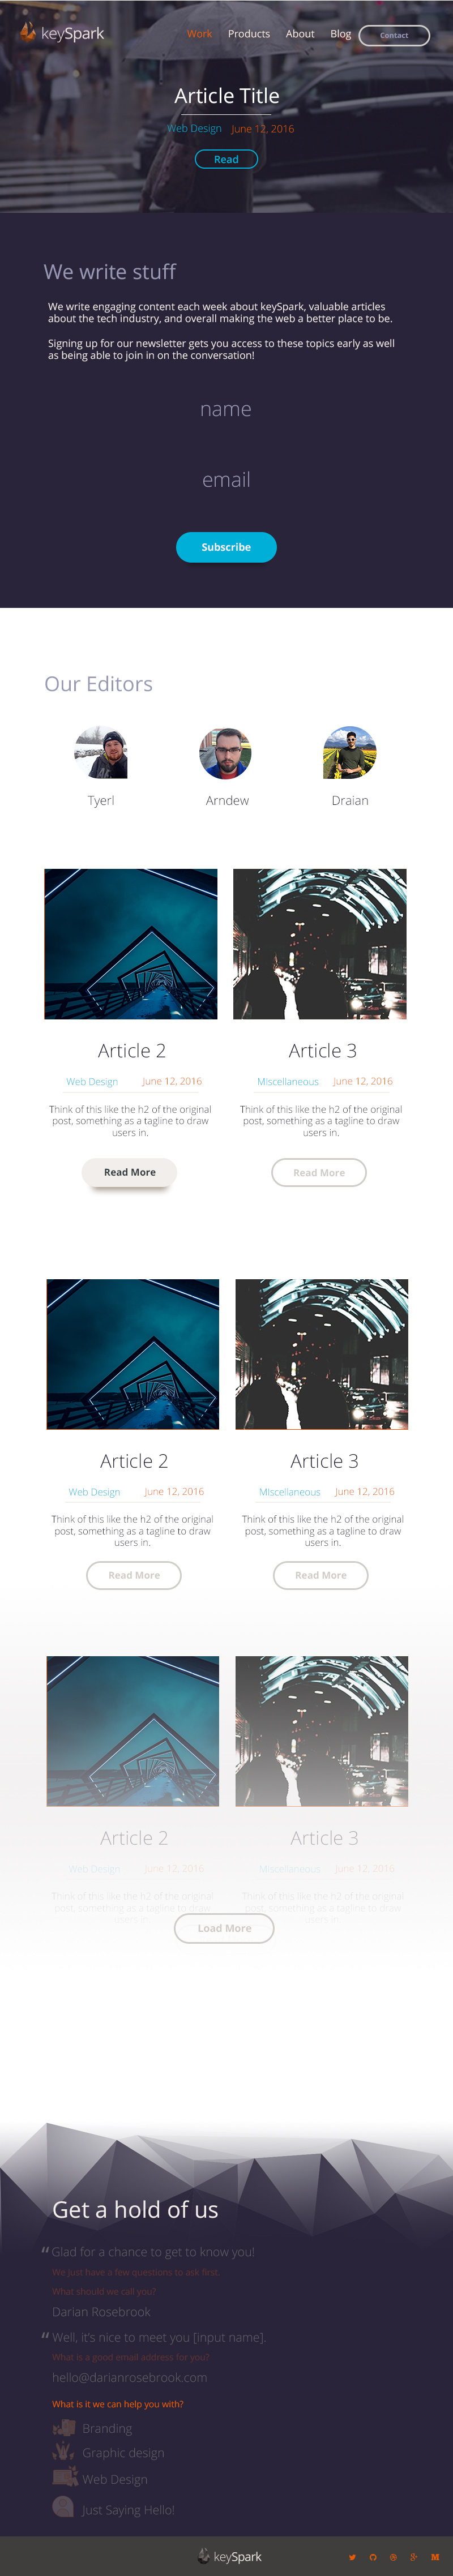 keySpark
Work Products About Blog Contact
Article Title
Web Design June 12, 2016
Read
We write stuff
We write engaging content each week about keySpark, valuable articles
about the tech industry, and overall making the web a better place to be.
Signing up for our newsletter gets you access to these topics early as well
as being able to join in on the conversation!
name
email
Subscribe
Our Editors
Tyerl Arndew Draian
Article 2
Web Design June 12, 2016
Think of this like the h2 of the original
post, something as a tagline to draw
users in.
Read More
Article 3
MIscellaneous June 12, 2016
Think of this like the h2 of the original
post, something as a tagline to draw
users in.
Read More
Article 2
Web Design June 12, 2016
Think of this like the h2 of the original
post, something as a tagline to draw
users in.
Read More
Article 3
MIscellaneous June 12, 2016
Think of this like the h2 of the original
post, something as a tagline to draw
users in.
Read More
Article 2
Web Design June 12, 2016
Think of this like the h2 of the original
post, something as a tagline to draw
users in.
Article 3
MIscellaneous June 12, 2016
Think of this like the h2 of the original
post, something as a tagline to draw
users in.
Load More
Get a hold of us
“ Glad for a chance to get to know you!
We just have a few questions to ask first.
What should we call you?
Darian Rosebrook
“ Well, it's nice to meet you [input name].
What is a good email address for you?
hello@darianrosebrook.com
What is it we can help you with?
Branding
Graphic design
Web Design
Just Saying Hello!
keySpark